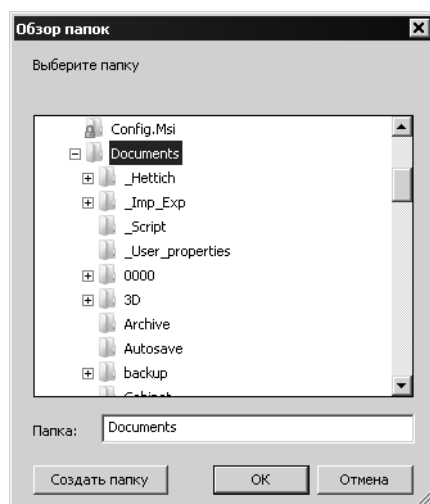 Обзор папок
Выберите папку
Config.Msi
Documents
_Hettich
_Imp_Exp
_Script
_User_properties
0000
3D
Archive
Autosave
backup
Папка: Documents
Создать папку OK Отмена